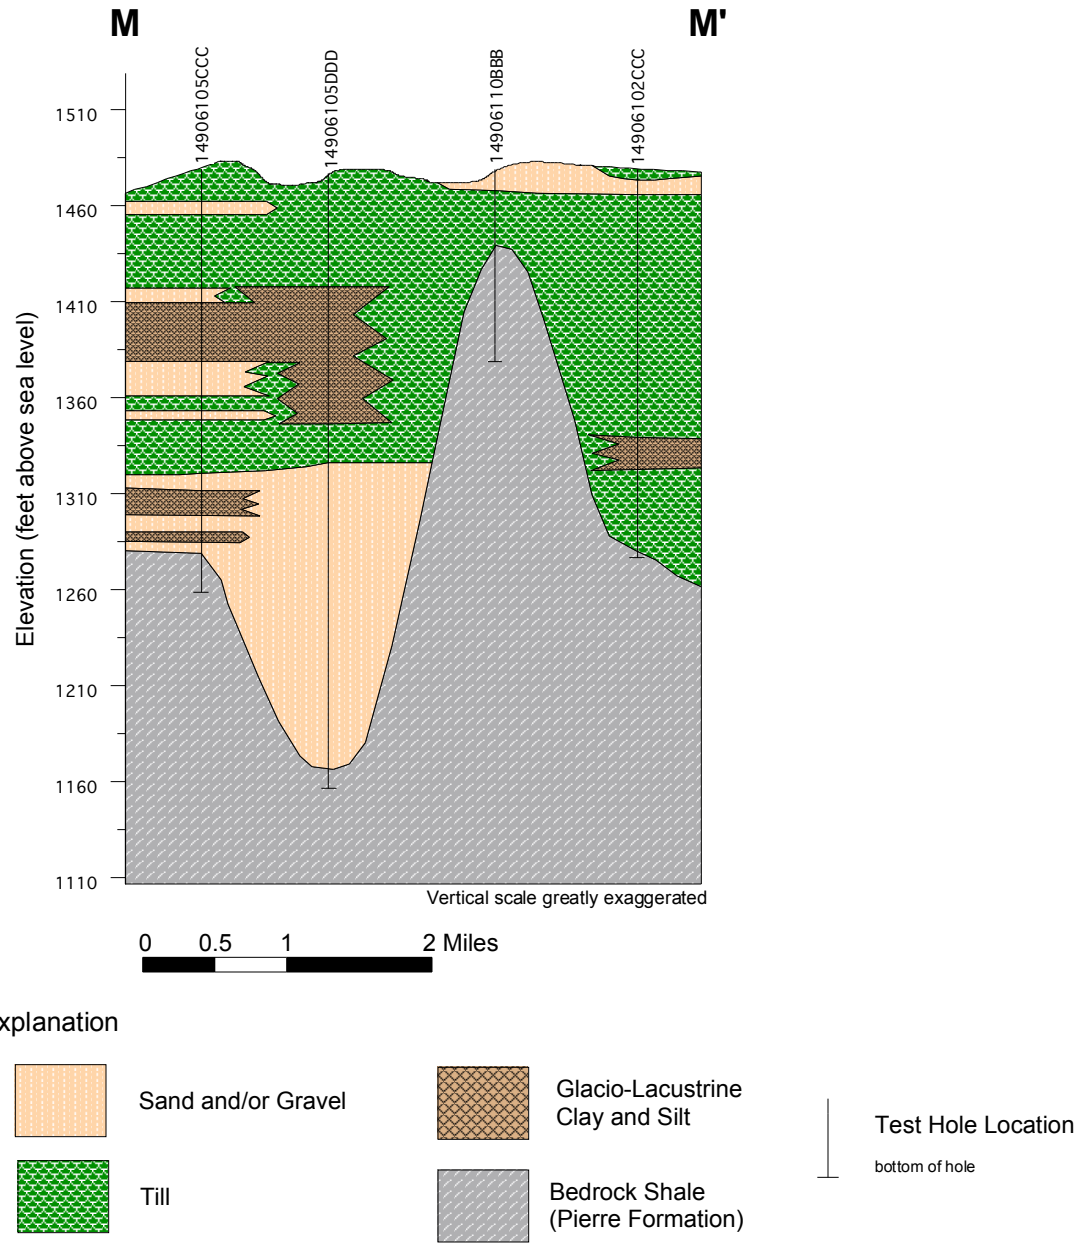 M
M'
14906105CCC
14906105DDD
14906110BBB
14906102CCC
1510
1460
1410
1360
1310
1260
1210
1160
1110
Elevation (feet above sea level)
Vertical scale greatly exaggerated
0 0.5 1 2 Miles
xplanation
Sand and/or Gravel
Till
Glacio-Lacustrine
Clay and Silt
Bedrock Shale
(Pierre Formation)
Test Hole Location
bottom of hole